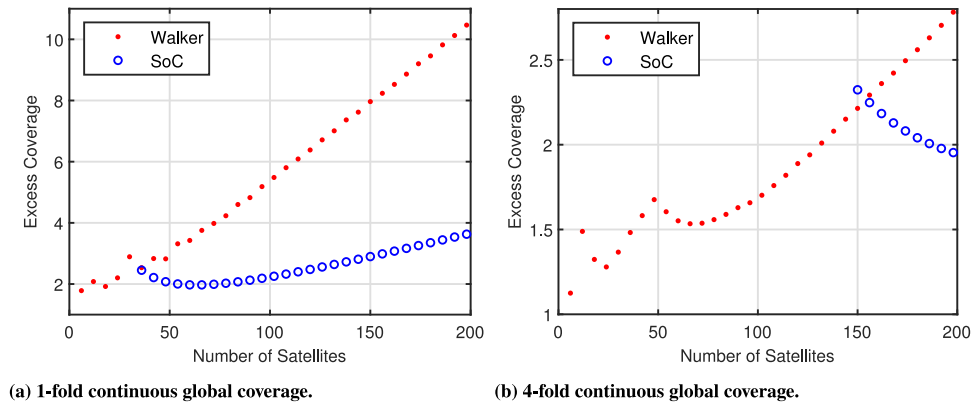 Walker
SoC
10
8
6
4
2
Excess Coverage
0
50
100
150
200
Number of Satellites
(a) 1-fold continuous global coverage.
Walker
SoC
2.5
2
1.5
1
Excess Coverage
0
50
100
150
200
Number of Satellites
(b) 4-fold continuous global coverage.